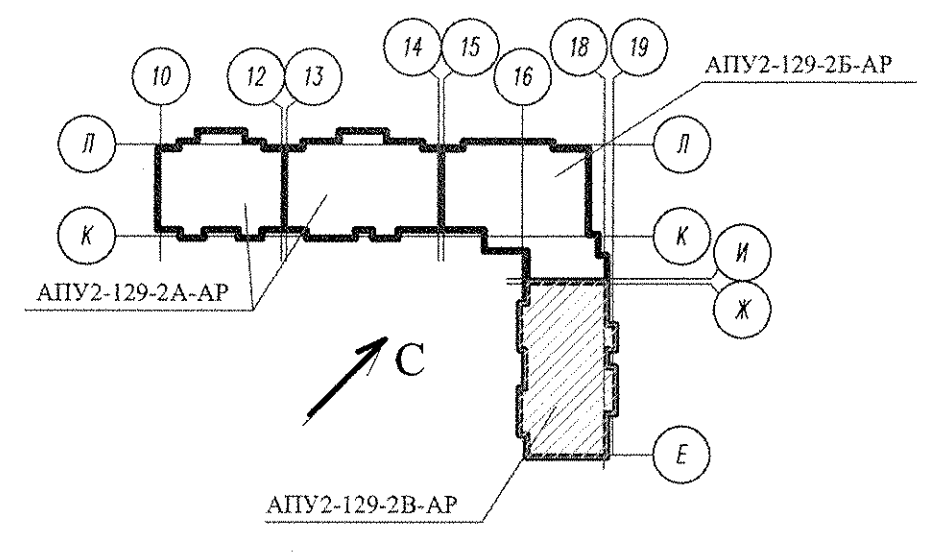 14 15 18 19
10 12 13 16
АПУ2-129-2Б-АР
Л Л
К К
И
АПУ2-129-2А-АР
Ж
С
Е
АПУ2-129-2В-АР